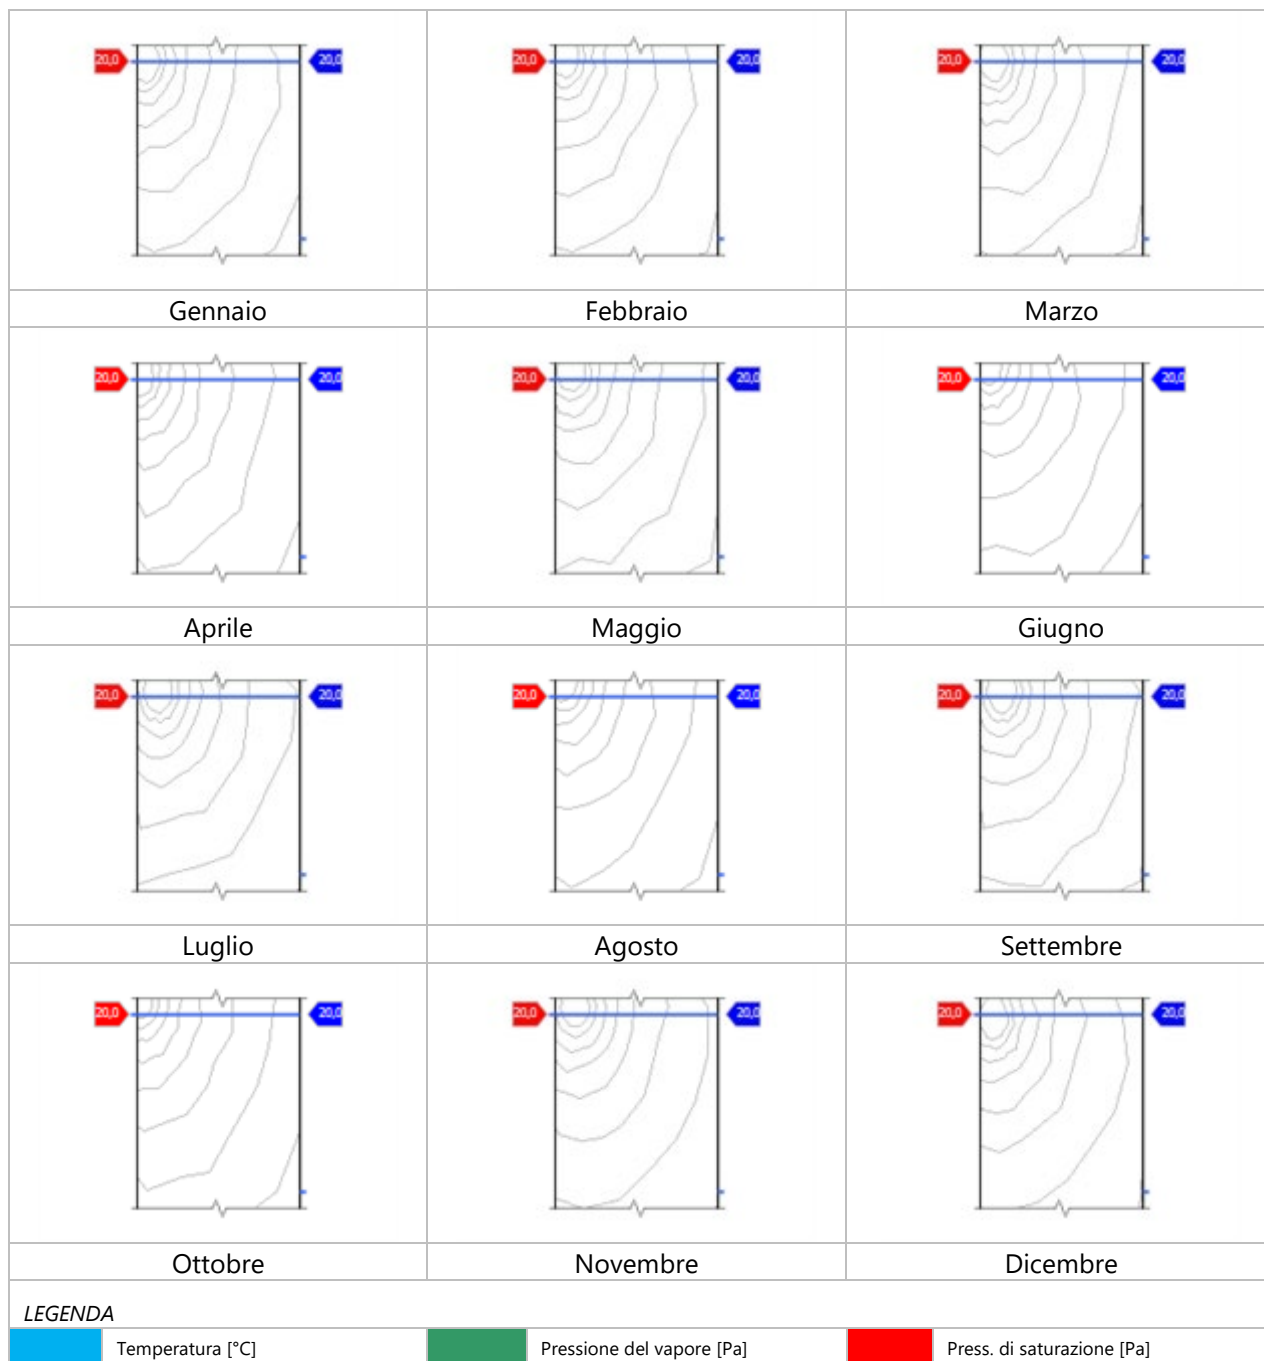 20,0 20,0 20,0 20,0 20,0 20,0
Gennaio Febbraio Marzo
20,0 20,0 20,0 20,0 20,0 20,0
Aprile Maggio Giugno
20,0 20,0 20,0 20,0 20,0 20,0
Luglio Agosto Settembre
20,0 20,0 20,0 20,0 20,0 20,0
Ottobre Novembre Dicembre
LEGENDA
Temperatura [°C] Pressione del vapore [Pa] Press. di saturazione [Pa]